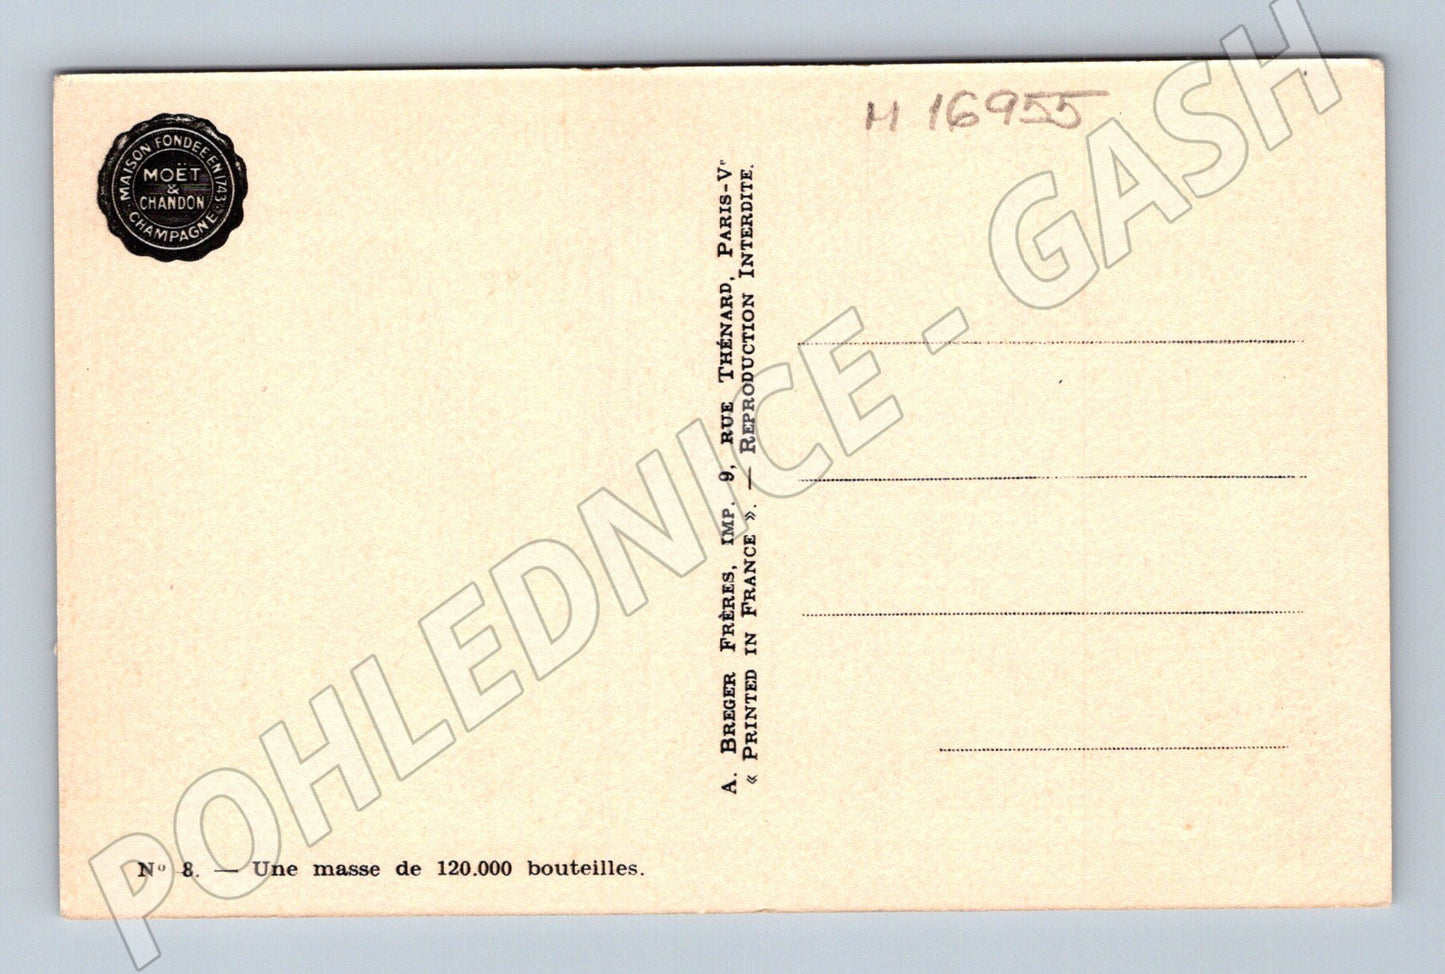 MAISON FONDÉE EN 1743
MOËT
&
CHANDON
CHAMPAGNE
H 16955
A. BREGER FRÈRES, IMP. 9, RUE THÉNARD, PARIS-Vᵉ
« PRINTED IN FRANCE ». — REPRODUCTION INTERDITE.
Nº 8. — Une masse de 120.000 bouteilles.
POHLEDNICE - GASH